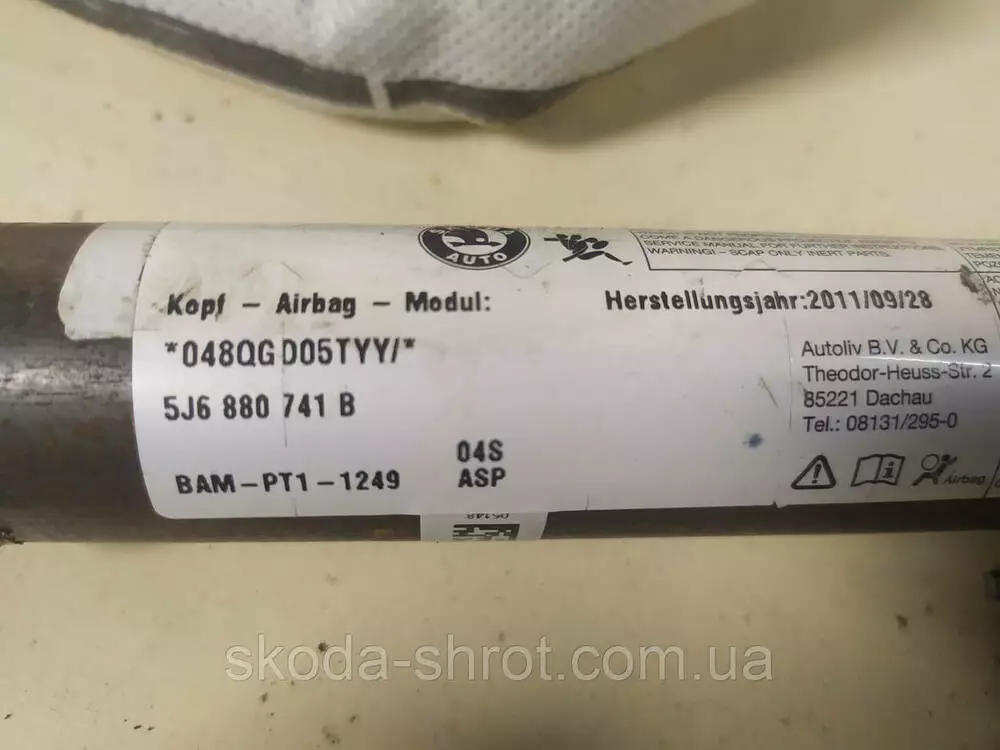 AUTO
SERVICE MANUAL FOR FURTHER
WARNING! - SCAP ONLY INERT PARTS.
Kopf - Airbag - Modul:
Herstellungsjahr:2011/09/28
*048QGD05TYY/*
5J6 880 741 B
04S
BAM-PT1-1249
ASP
Autoliv B.V. & Co. KG
Theodor-Heuss-Str. 2
85221 Dachau
Tel.: 08131/295-0
Airbag
06148
skoda-shrot.com.ua